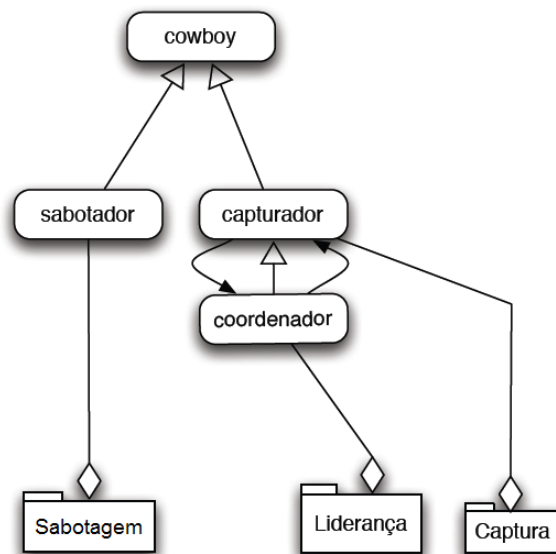 cowboy
sabotador
capturador
coordenador
Sabotagem
Liderança
Captura